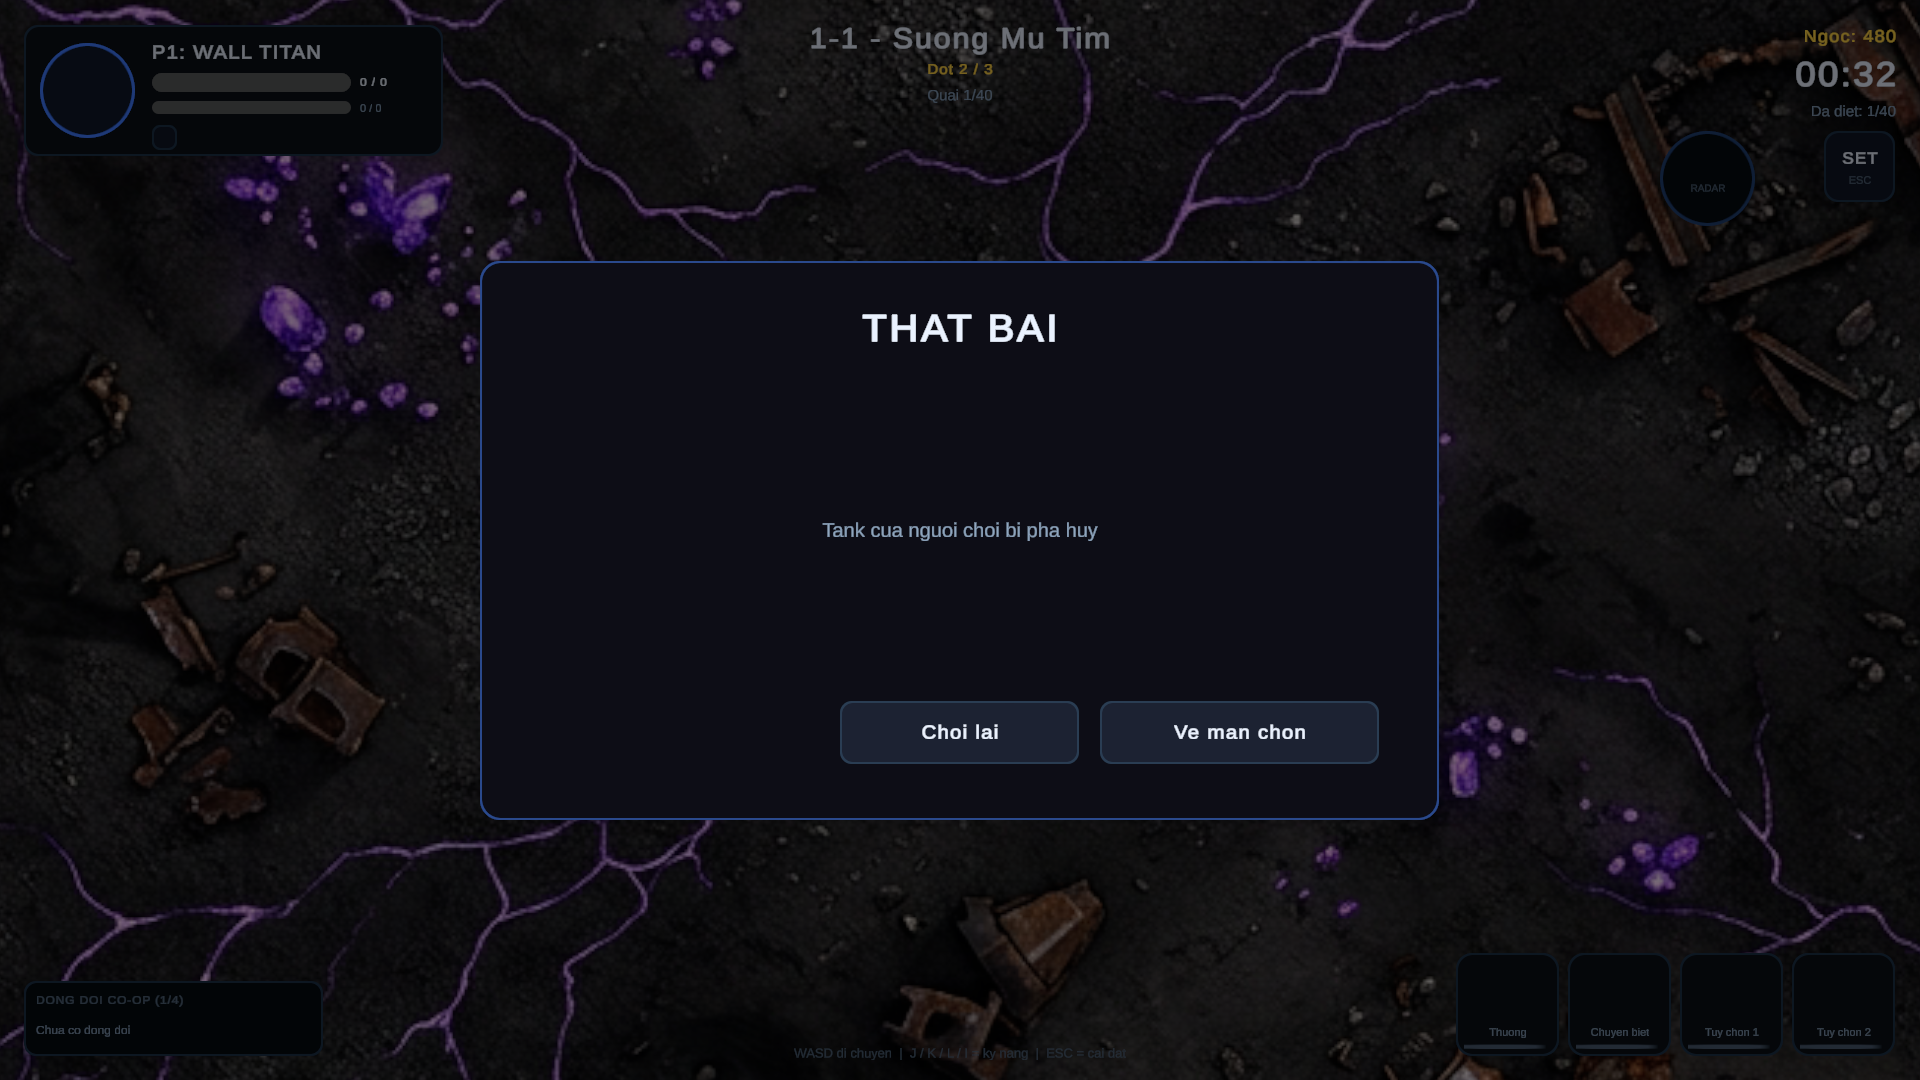 P1: WALL TITAN
0 / 0
0 / 0
1-1 - Suong Mu Tim
Dot 2 / 3
Quai 1/40
Ngoc: 480
00:32
Da diet: 1/40
RADAR
SET
ESC
THAT BAI
Tank cua nguoi choi bi pha huy
Choi lai
Ve man chon
DONG DOI CO-OP (1/4)
Chua co dong doi
WASD di chuyen | J / K / L / I = ky nang | ESC = cai dat
Thuong
Chuyen biet
Tuy chon 1
Tuy chon 2